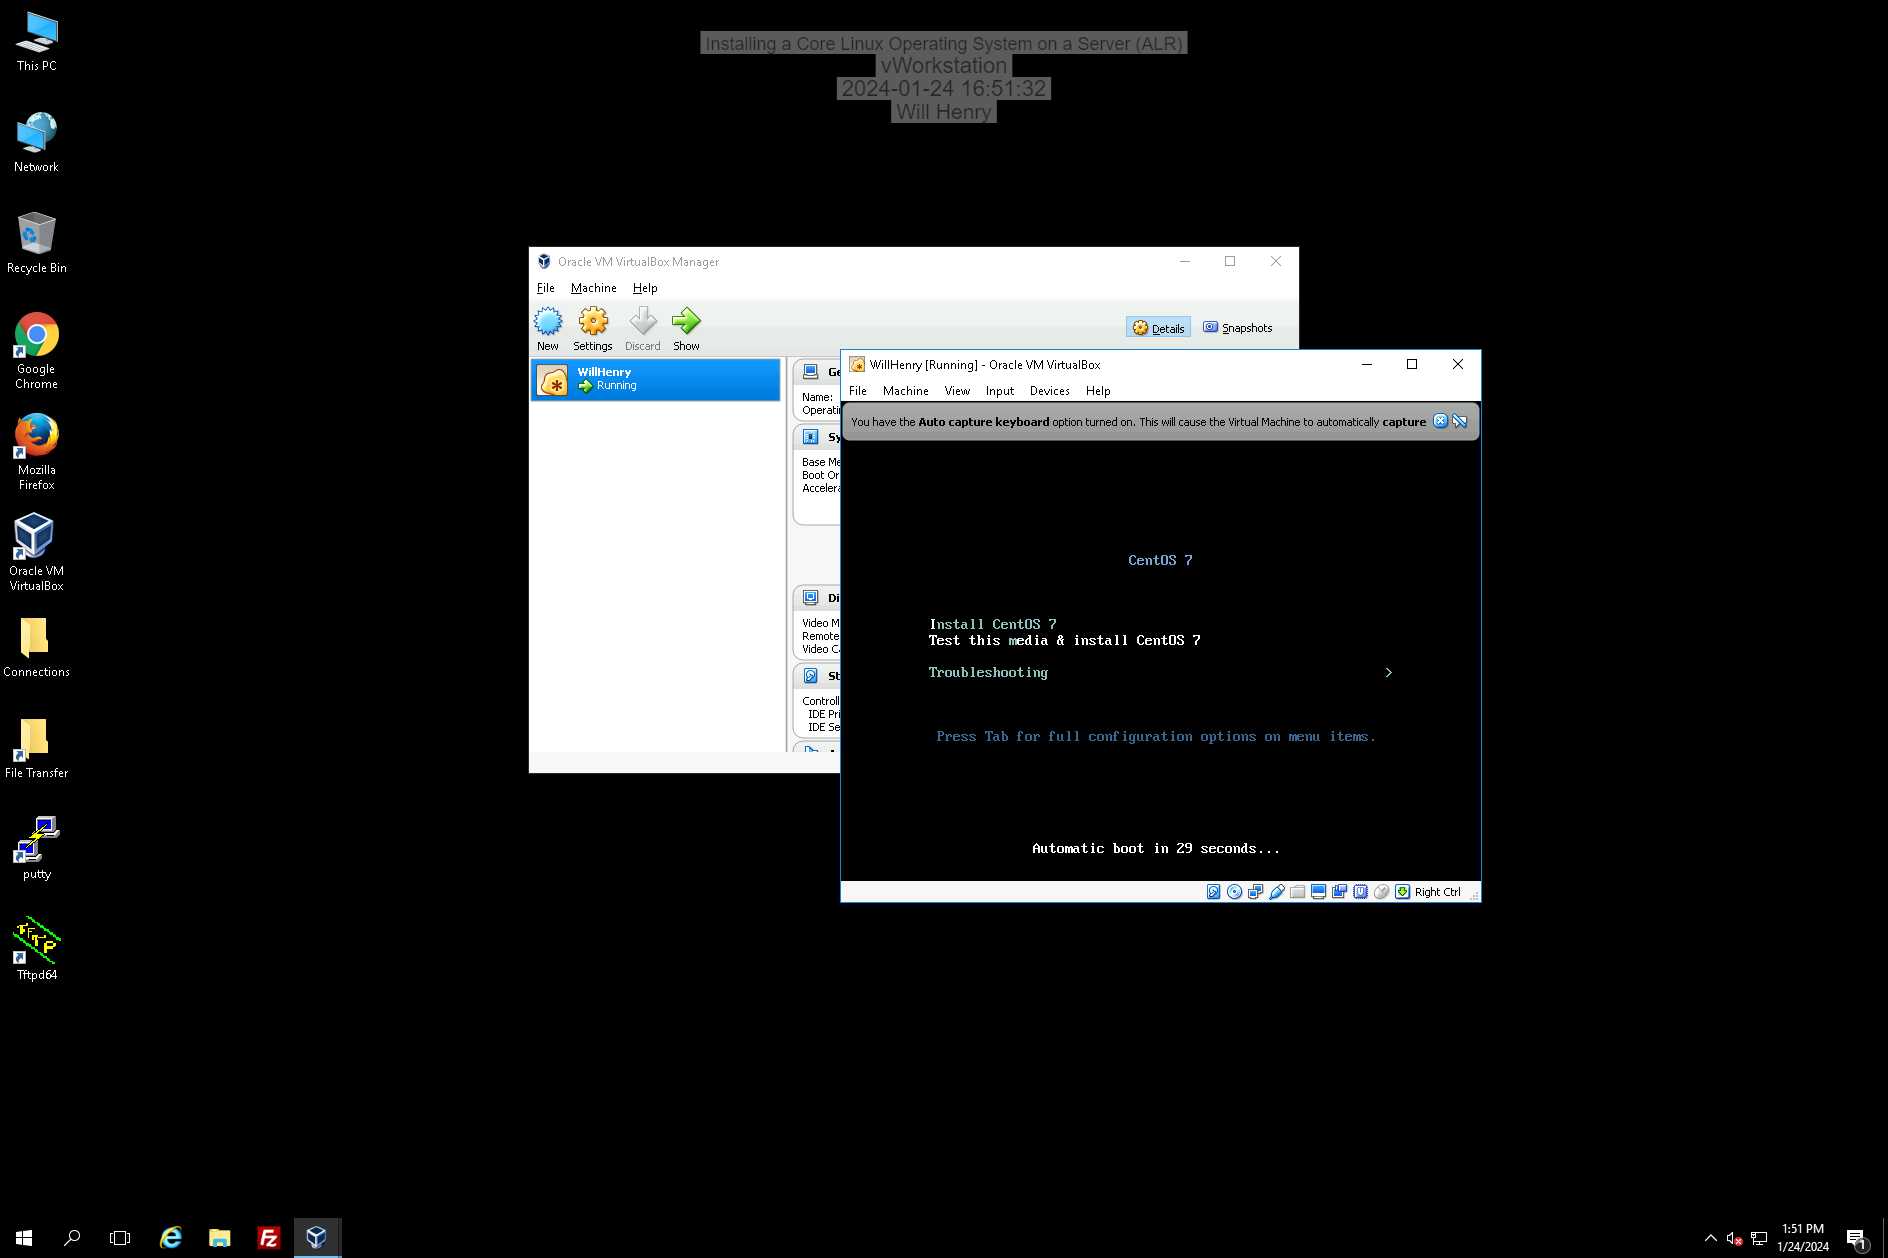 Installing a Core Linux Operating System on a Server (ALR)
vWorkstation
2024-01-24 16:51:32
Will Henry
This PC
Network
Recycle Bin
Google
Chrome
Mozilla
Firefox
Oracle VM
VirtualBox
Connections
File Transfer
putty
Tftpd64
Oracle VM VirtualBox Manager
File Machine Help
New Settings Discard Show
Details Snapshots
WillHenry
Running
Ge
Name:
Operatin
Sy
Base Me
Boot Or
Accelera
Di
Video M
Remote
Video Ca
St
Controll
IDE Pri
IDE Se
WillHenry [Running] - Oracle VM VirtualBox
File Machine View Input Devices Help
You have the Auto capture keyboard option turned on. This will cause the Virtual Machine to automatically capture
CentOS 7
Install CentOS 7
Test this media & install CentOS 7
Troubleshooting >
Press Tab for full configuration options on menu items.
Automatic boot in 29 seconds...
Right Ctrl
1:51 PM
1/24/2024
1